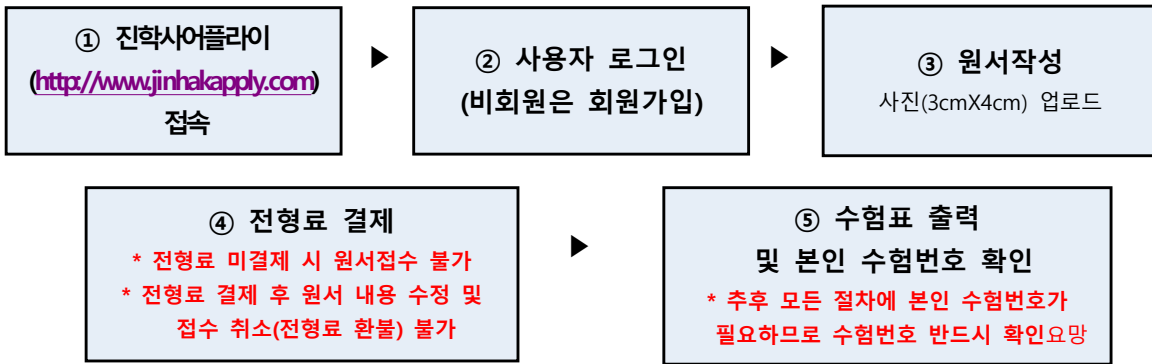 ① 진학사어플라이
(http://www.jinhakapply.com)
접속
▶
② 사용자 로그인
(비회원은 회원가입)
▶
③ 원서작성
사진(3cmX4cm) 업로드
④ 전형료 결제
* 전형료 미결제 시 원서접수 불가
* 전형료 결제 후 원서 내용 수정 및
접수 취소(전형료 환불) 불가
▶
⑤ 수험표 출력
및 본인 수험번호 확인
* 추후 모든 절차에 본인 수험번호가
필요하므로 수험번호 반드시 확인요망